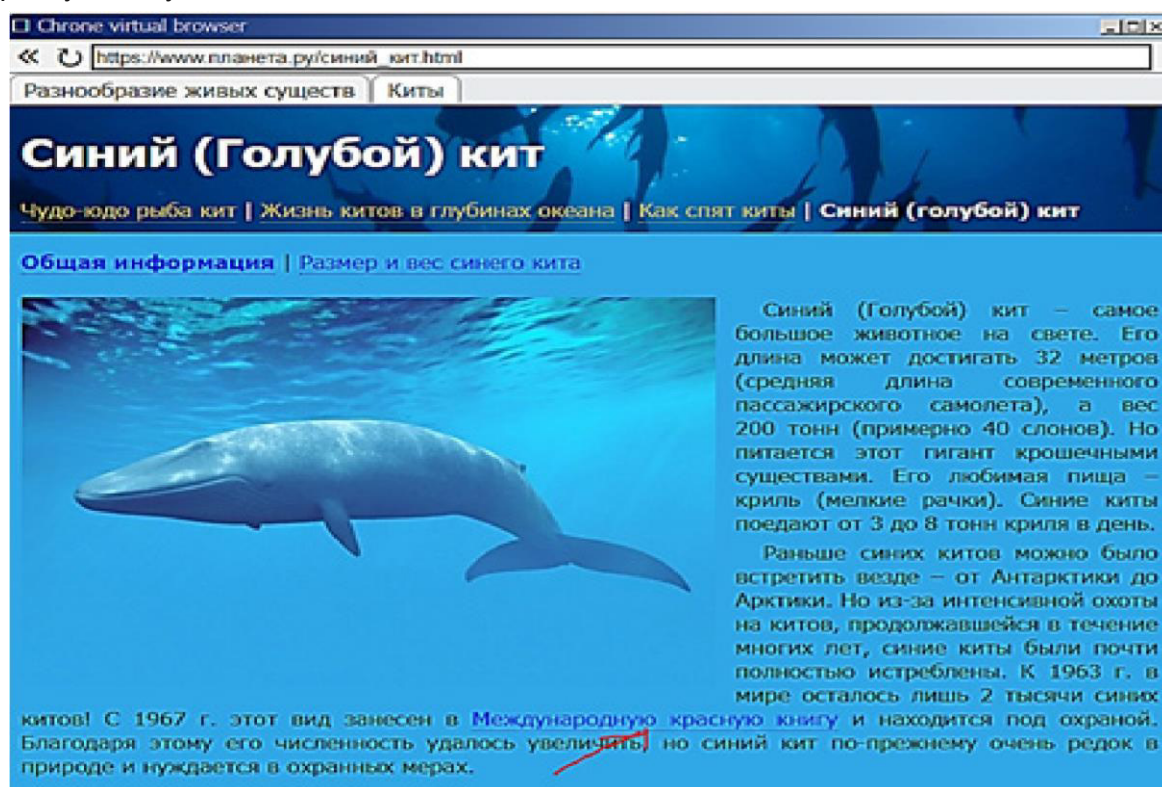 Chrone virtual browser
https://www.планета.ру/синий_кит.html
Разнообразие живых существ Киты
Синий (Голубой) кит
Чудо-юдо рыба кит | Жизнь китов в глубинах океана | Как спят киты | Синий (голубой) кит
Общая информация | Размер и вес синего кита
Синий (Голубой) кит – самое
большое животное на свете. Его
длина может достигать 32 метров
(средняя длина современного
пассажирского самолета), а вес
200 тонн (примерно 40 слонов). Но
питается этот гигант крошечными
существами. Его любимая пища –
криль (мелкие рачки). Синие киты
поедают от 3 до 8 тонн криля в день.
Раньше синих китов можно было
встретить везде – от Антарктики до
Арктики. Но из-за интенсивной охоты
на китов, продолжавшейся в течение
многих лет, синие киты были почти
полностью истреблены. К 1963 г. в
мире осталось лишь 2 тысячи синих
китов! С 1967 г. этот вид занесен в Международную красную книгу и находится под охраной.
Благодаря этому его численность удалось увеличить, но синий кит по-прежнему очень редок в
природе и нуждается в охранных мерах.